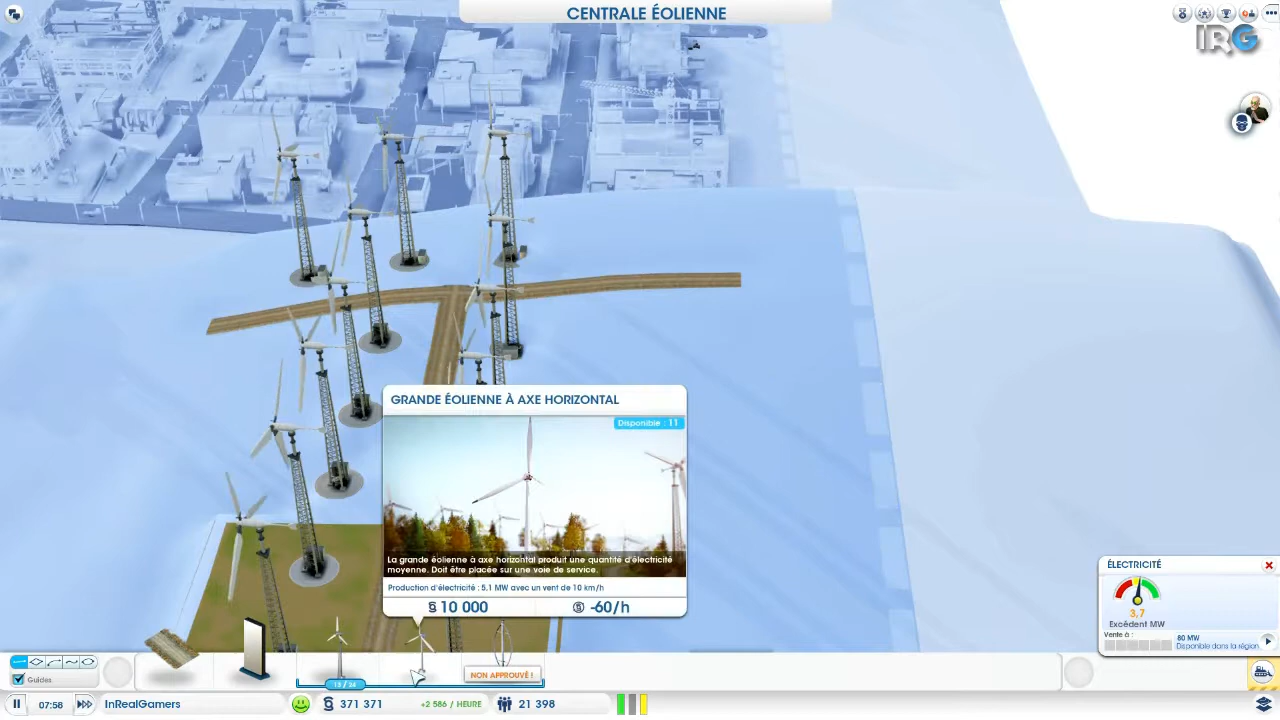 CENTRALE ÉOLIENNE
IRG
GRANDE ÉOLIENNE À AXE HORIZONTAL
Disponible : 11
La grande éolienne à axe horizontal produit une quantité d'électricité
moyenne. Doit être placée sur une voie de service.
Production d'électricité : 5,1 MW avec un vent de 10 km/h
10 000
-60/h
ÉLECTRICITÉ
3,7
Excédent MW
Vente à :
80 MW
Disponible dans la région
Guides
13 / 24
NON APPROUVÉ !
07:58
InRealGamers
371 371
+2 586 / HEURE
21 398